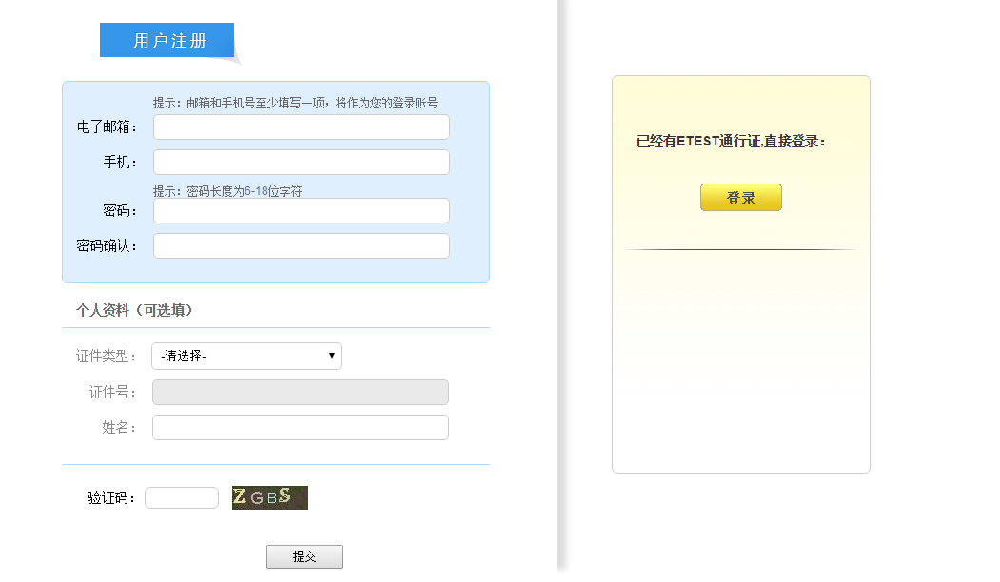 用户注册
提示：邮箱和手机号至少填写一项，将作为您的登录账号
电子邮箱：
手机：
提示：密码长度为6-18位字符
密码：
密码确认：
个人资料（可选填）
证件类型： -请选择-
证件号：
姓名：
验证码： ZGBS
提交
已经有ETEST通行证,直接登录：
登录